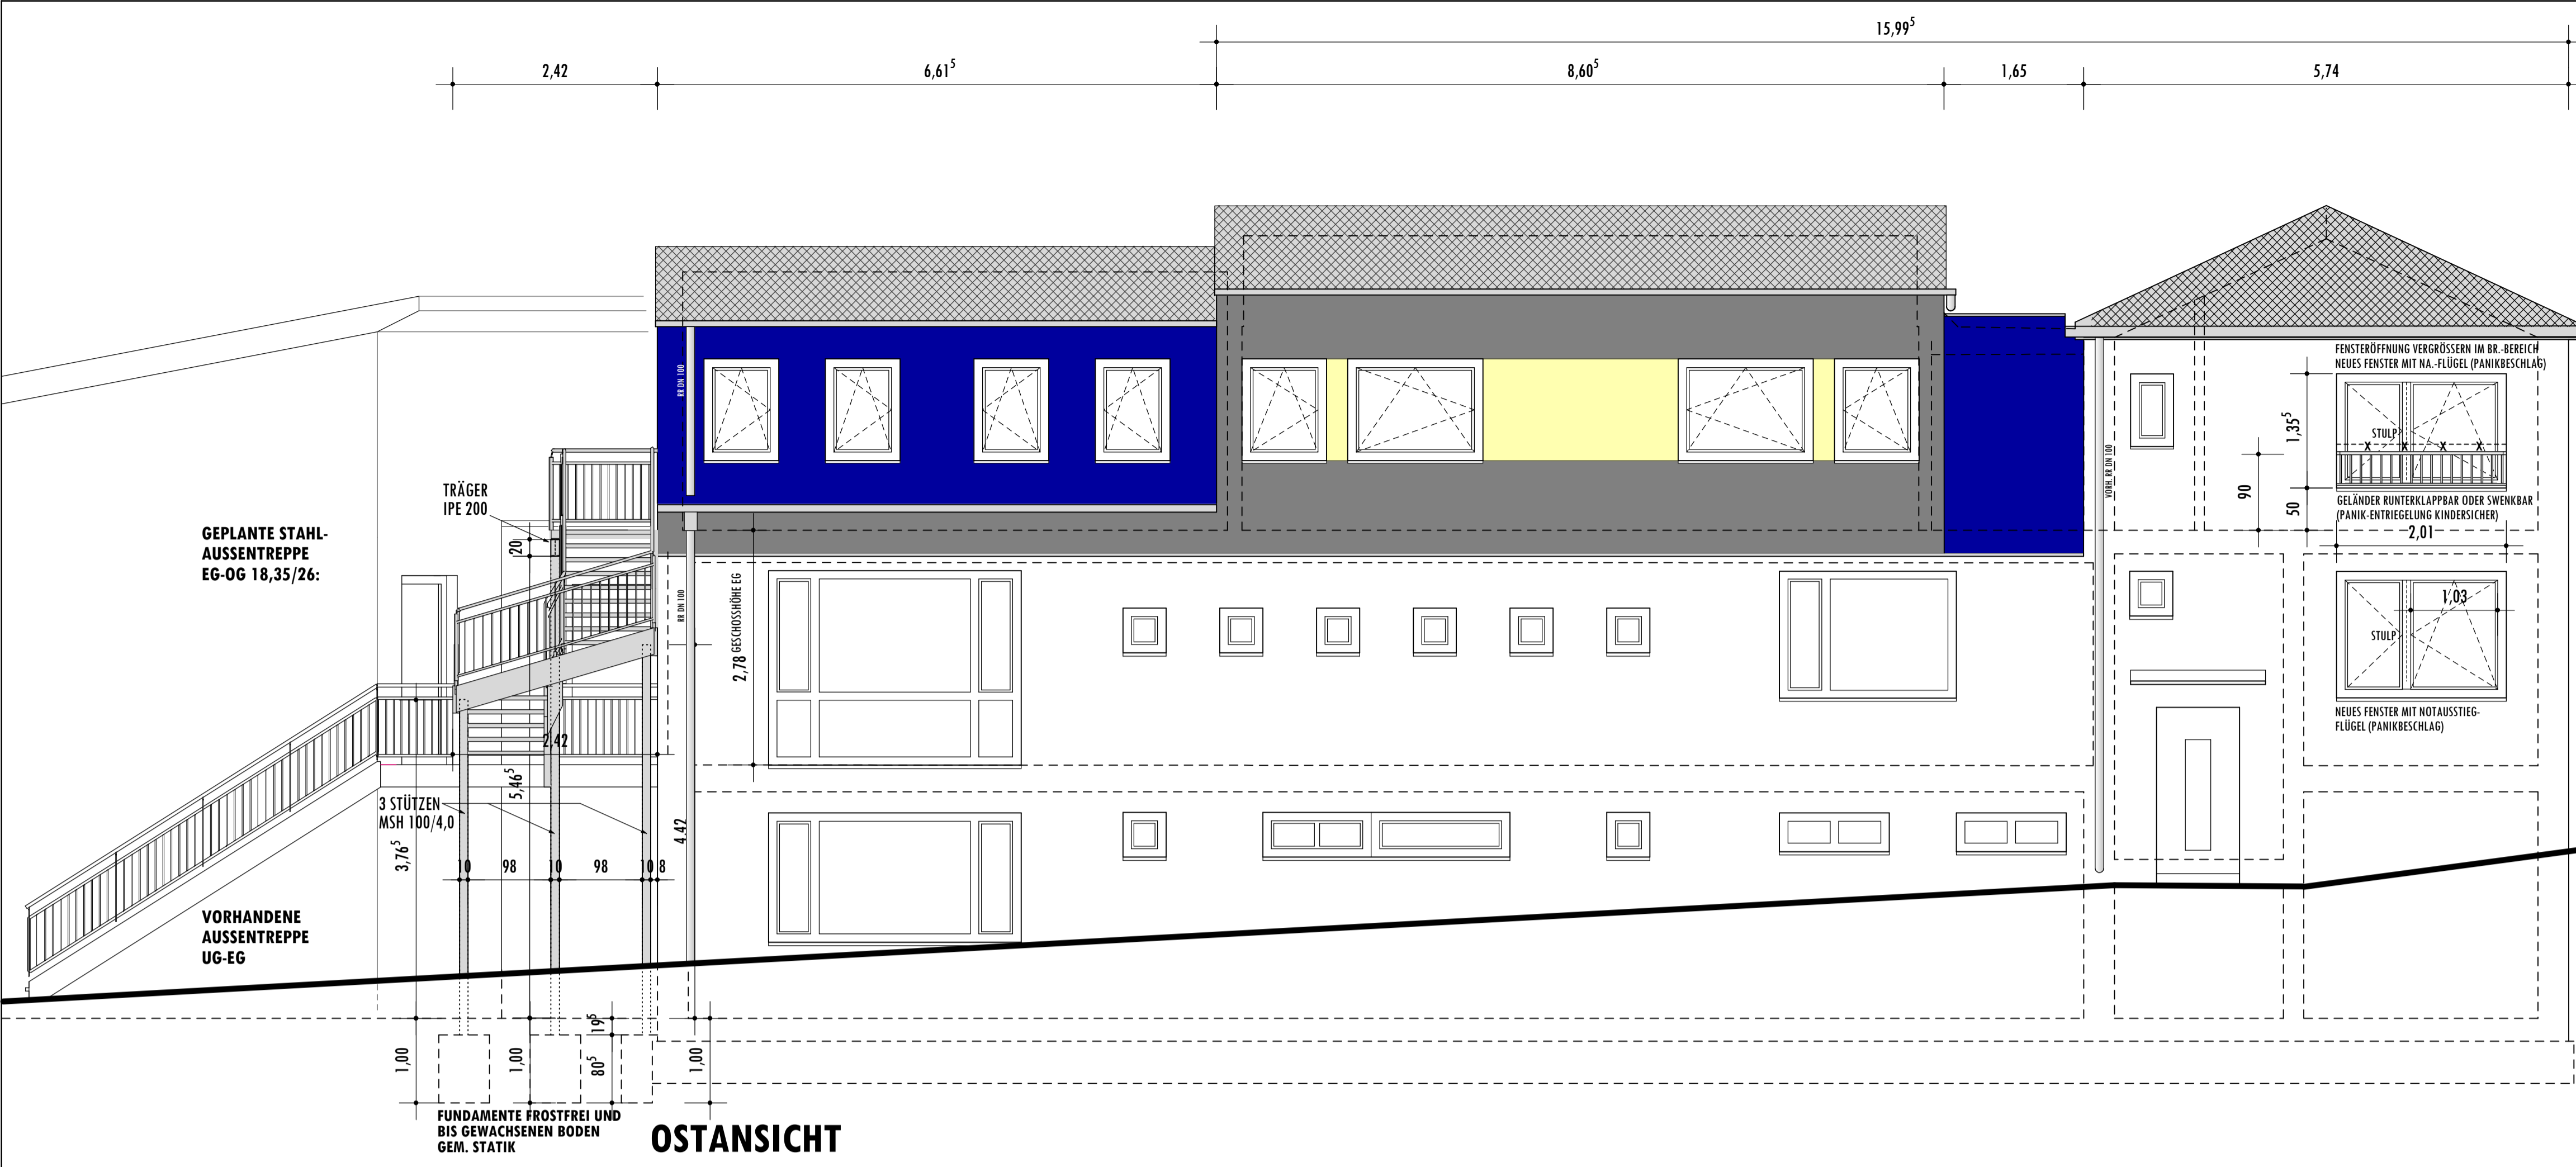 15,99⁵
2,42
6,61⁵
8,60⁵
1,65
5,74
FENSTERÖFFNUNG VERGRÖSSERN IM BR.-BEREICH
NEUES FENSTER MIT NA.-FLÜGEL (PANIKBESCHLAG)
RR DN 100
1,35⁵
STULP
X X X X
VORH. RR DN 100
90
50
GELÄNDER RUNTERKLAPPBAR ODER SWENKBAR
(PANIK-ENTRIEGELUNG KINDERSICHER)
2,01
TRÄGER
IPE 200
GEPLANTE STAHL-
AUSSENTREPPE
EG-OG 18,35/26:
20
RR DN 100
2,78 GESCHOSSHÖHE EG
1,03
STULP
NEUES FENSTER MIT NOTAUSSTIEG-
FLÜGEL (PANIKBESCHLAG)
2,42
5,46⁵
3 STÜTZEN
MSH 100/4,0
3,76⁵
4.42
10
98
10
98
10
8
VORHANDENE
AUSSENTREPPE
UG-EG
19⁵
1,00
1,00
80⁵
1,00
FUNDAMENTE FROSTFREI UND
BIS GEWACHSENEN BODEN
GEM. STATIK
OSTANSICHT